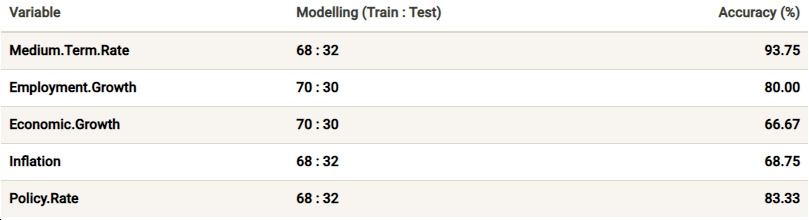 Variable Modelling (Train : Test) Accuracy (%)
Medium.Term.Rate 68 : 32 93.75
Employment.Growth 70 : 30 80.00
Economic.Growth 70 : 30 66.67
Inflation 68 : 32 68.75
Policy.Rate 68 : 32 83.33